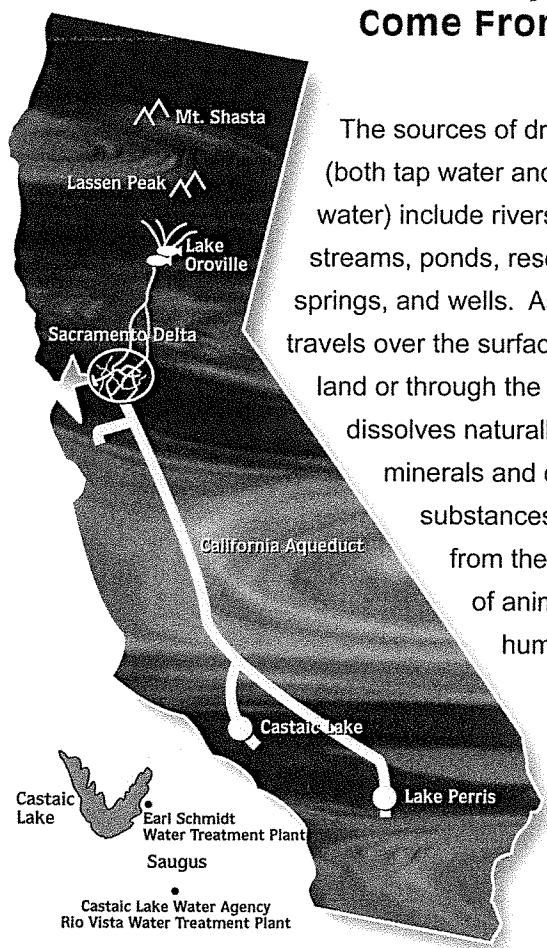 Come Fror
The sources of dr
(both tap water and
water) include rivers
streams, ponds, rese
springs, and wells. A
travels over the surfac
land or through the
dissolves naturall
minerals and
substances
from the
of anim
hum
Mt. Shasta
Lassen Peak
Lake
Oroville
Sacramento Delta
California Aqueduct
Castaic Lake
Lake Perris
Castaic
Lake
Earl Schmidt
Water Treatment Plant
Saugus
Castaic Lake Water Agency
Rio Vista Water Treatment Plant